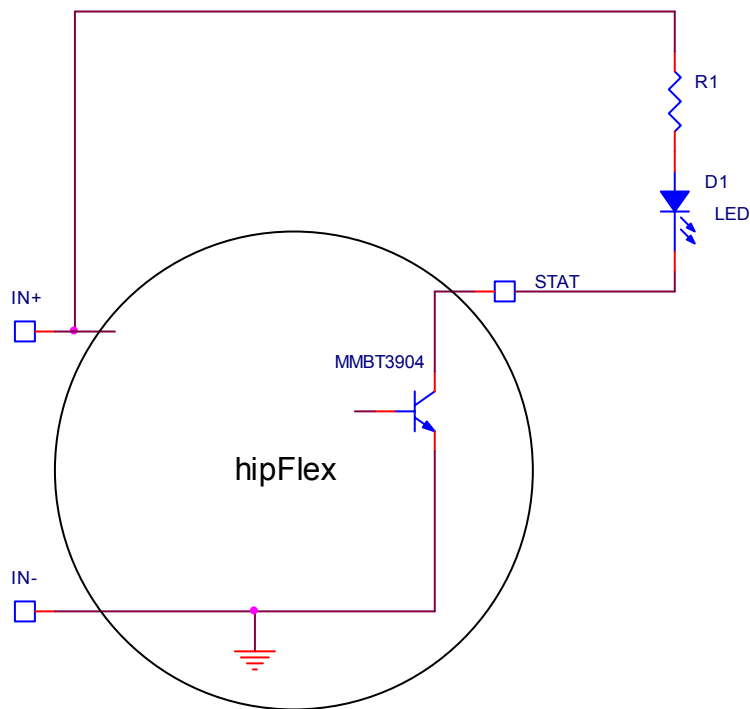 R1
D1
LED
STAT
IN+
MMBT3904
hipFlex
IN-